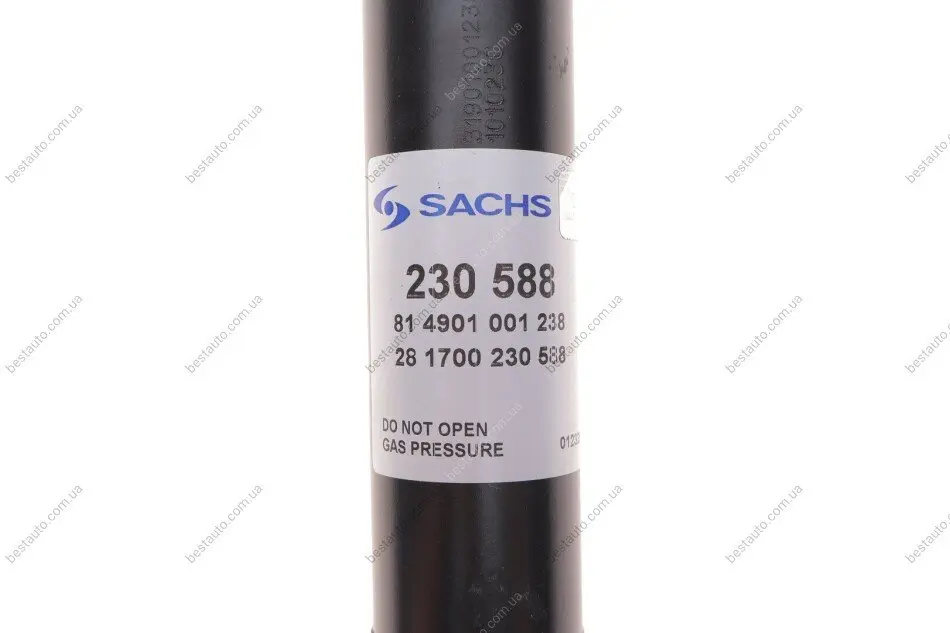 SACHS
230 588
81 4901 001 238
28 1700 230 588
DO NOT OPEN
GAS PRESSURE
bestauto.com.ua